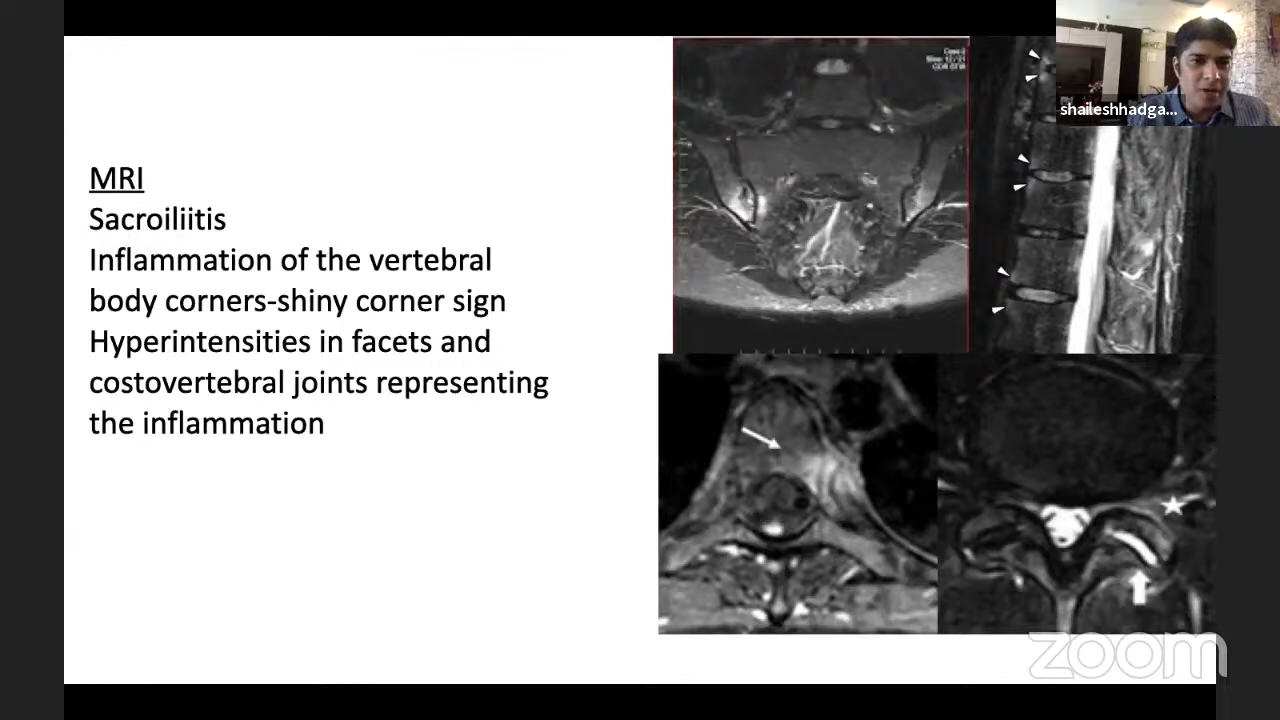 shaileshhadga...
MRI
Sacroiliitis
Inflammation of the vertebral
body corners-shiny corner sign
Hyperintensities in facets and
costovertebral joints representing
the inflammation
zoom